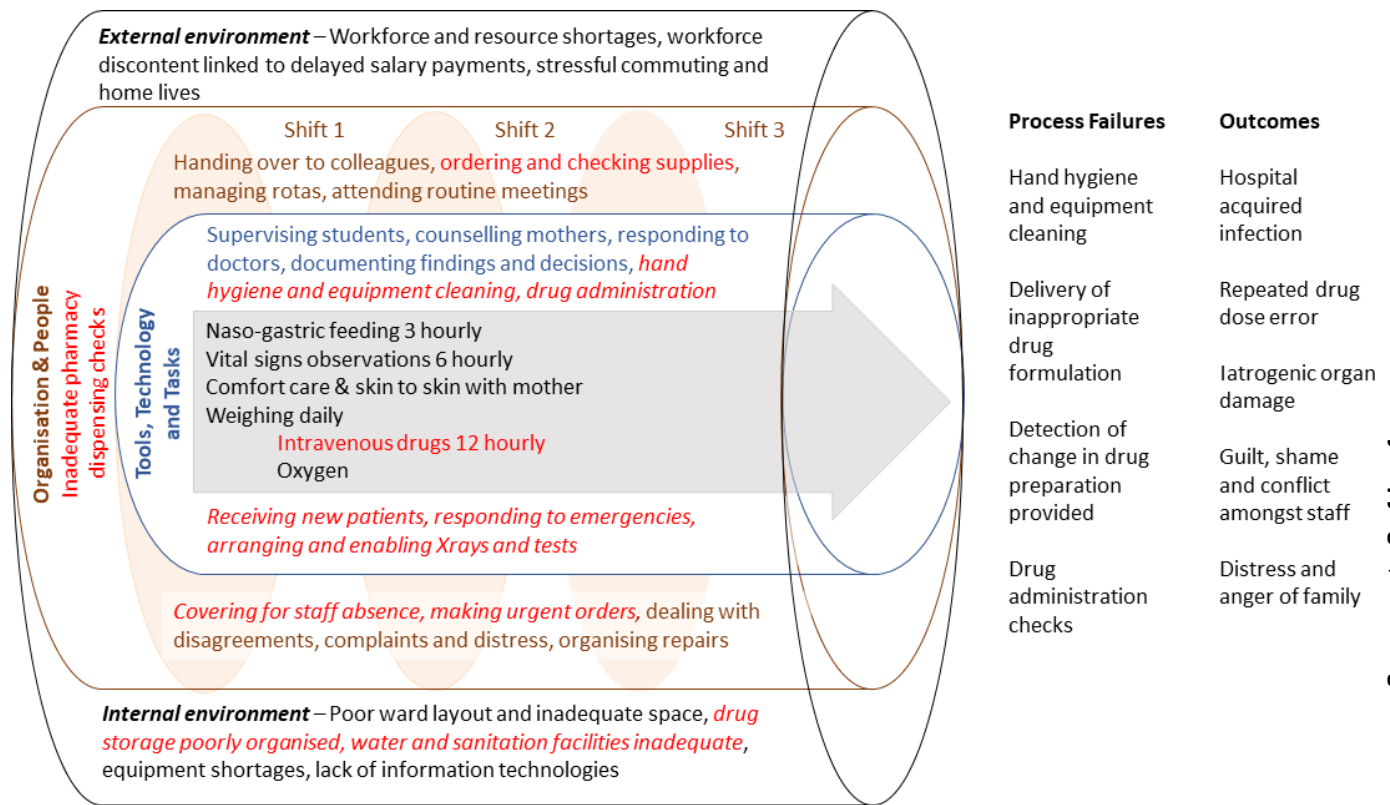 External environment – Workforce and resource shortages, workforce
discontent linked to delayed salary payments, stressful commuting and
home lives
Shift 1
Shift 2
Shift 3
Handing over to colleagues, ordering and checking supplies,
managing rotas, attending routine meetings
Organisation & People
Inadequate pharmacy
dispensing checks
Tools, Technology
and Tasks
Supervising students, counselling mothers, responding to
doctors, documenting findings and decisions, hand
hygiene and equipment cleaning, drug administration
Naso-gastric feeding 3 hourly
Vital signs observations 6 hourly
Comfort care & skin to skin with mother
Weighing daily
Intravenous drugs 12 hourly
Oxygen
Receiving new patients, responding to emergencies,
arranging and enabling Xrays and tests
Covering for staff absence, making urgent orders, dealing with
disagreements, complaints and distress, organising repairs
Internal environment – Poor ward layout and inadequate space, drug
storage poorly organised, water and sanitation facilities inadequate,
equipment shortages, lack of information technologies
Process Failures
Hand hygiene
and equipment
cleaning
Delivery of
inappropriate
drug
formulation
Detection of
change in drug
preparation
provided
Drug
administration
checks
Outcomes
Hospital
acquired
infection
Repeated drug
dose error
Iatrogenic organ
damage
Guilt, shame
and conflict
amongst staff
Distress and
anger of family